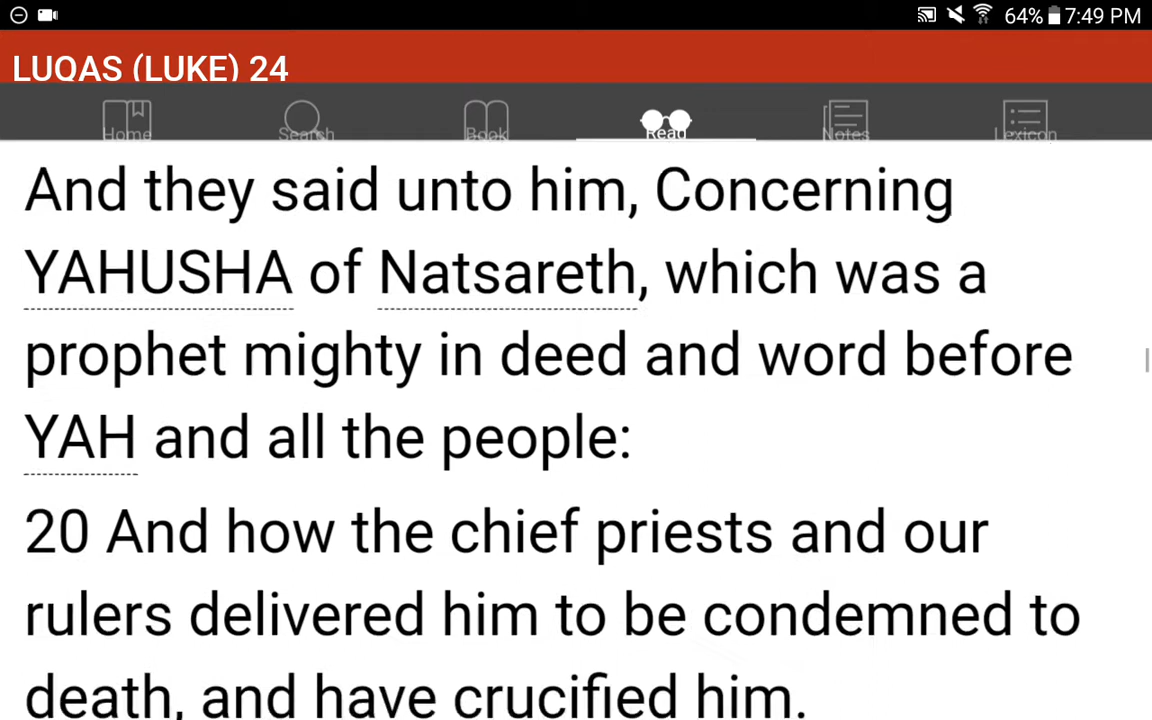 64% 7:49 PM
LUQAS (LUKE) 24
Home Search Book Read Notes Lexicon
And they said unto him, Concerning
YAHUSHA of Natsareth, which was a
prophet mighty in deed and word before
YAH and all the people:
20 And how the chief priests and our
rulers delivered him to be condemned to
death, and have crucified him.